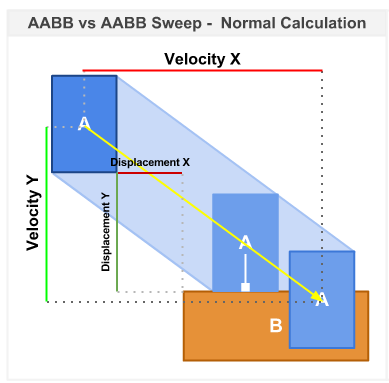 AABB vs AABB Sweep - Normal Calculation
Velocity X
A
Displacement X
Velocity Y
Displacement Y
A
A
B